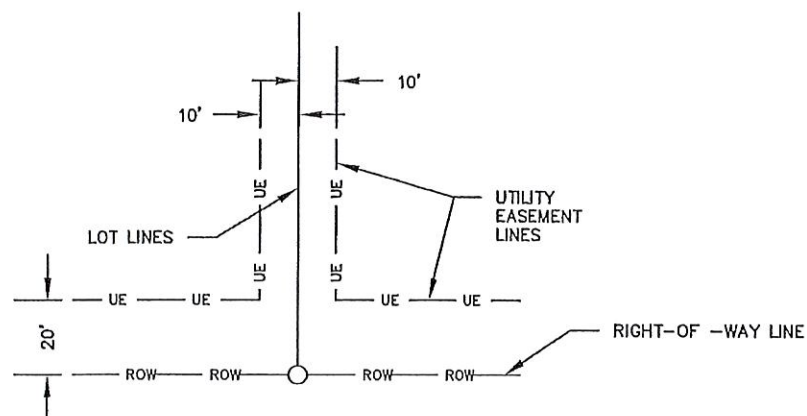 10'
10'
UE
UE
UE
UE
UTILITY
EASEMENT
LINES
LOT LINES
UE
UE
UE
UE
20'
RIGHT-OF -WAY LINE
ROW
ROW
ROW
ROW